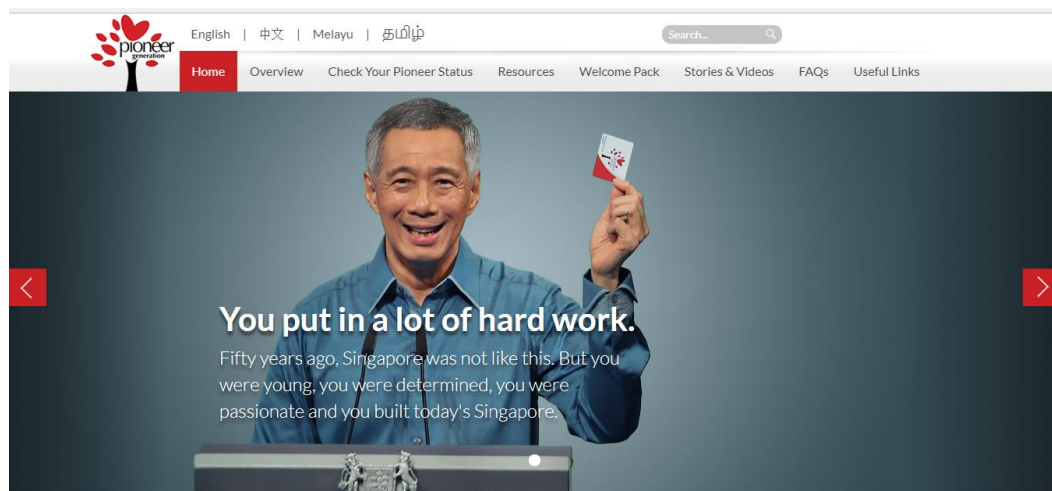 pioneer
generation
English | 中文 | Melayu | தமிழ்
Search...
Home Overview Check Your Pioneer Status Resources Welcome Pack Stories & Videos FAQs Useful Links
You put in a lot of hard work.
Fifty years ago, Singapore was not like this. But you
were young, you were determined, you were
passionate and you built today's Singapore.